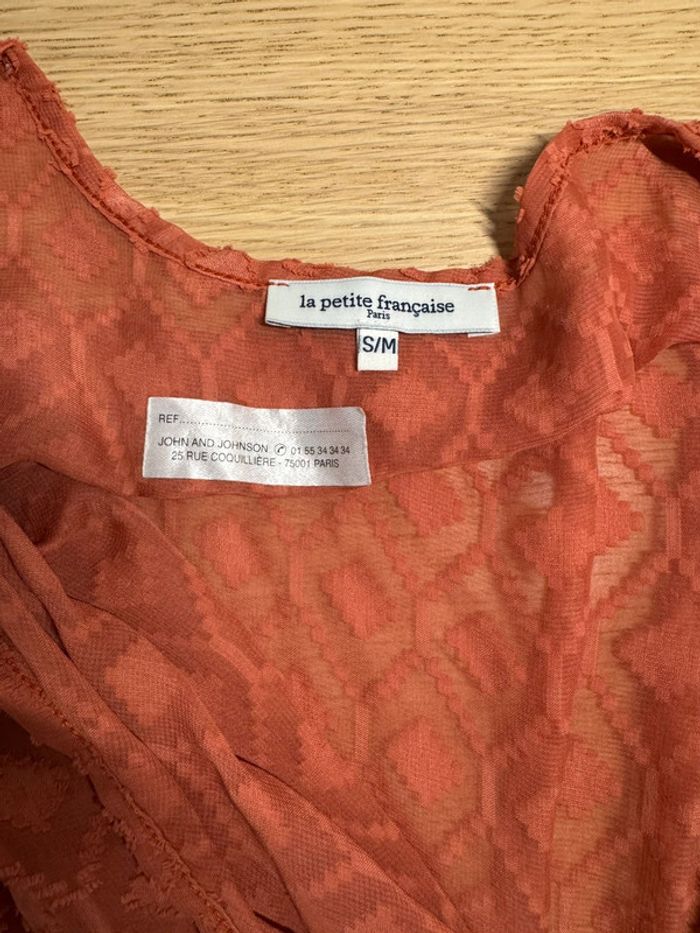 la petite française
Paris
S/M
REF..........................................
JOHN AND JOHNSON ✆ 01 55 34 34 34
25 RUE COQUILLIÈRE - 75001 PARIS